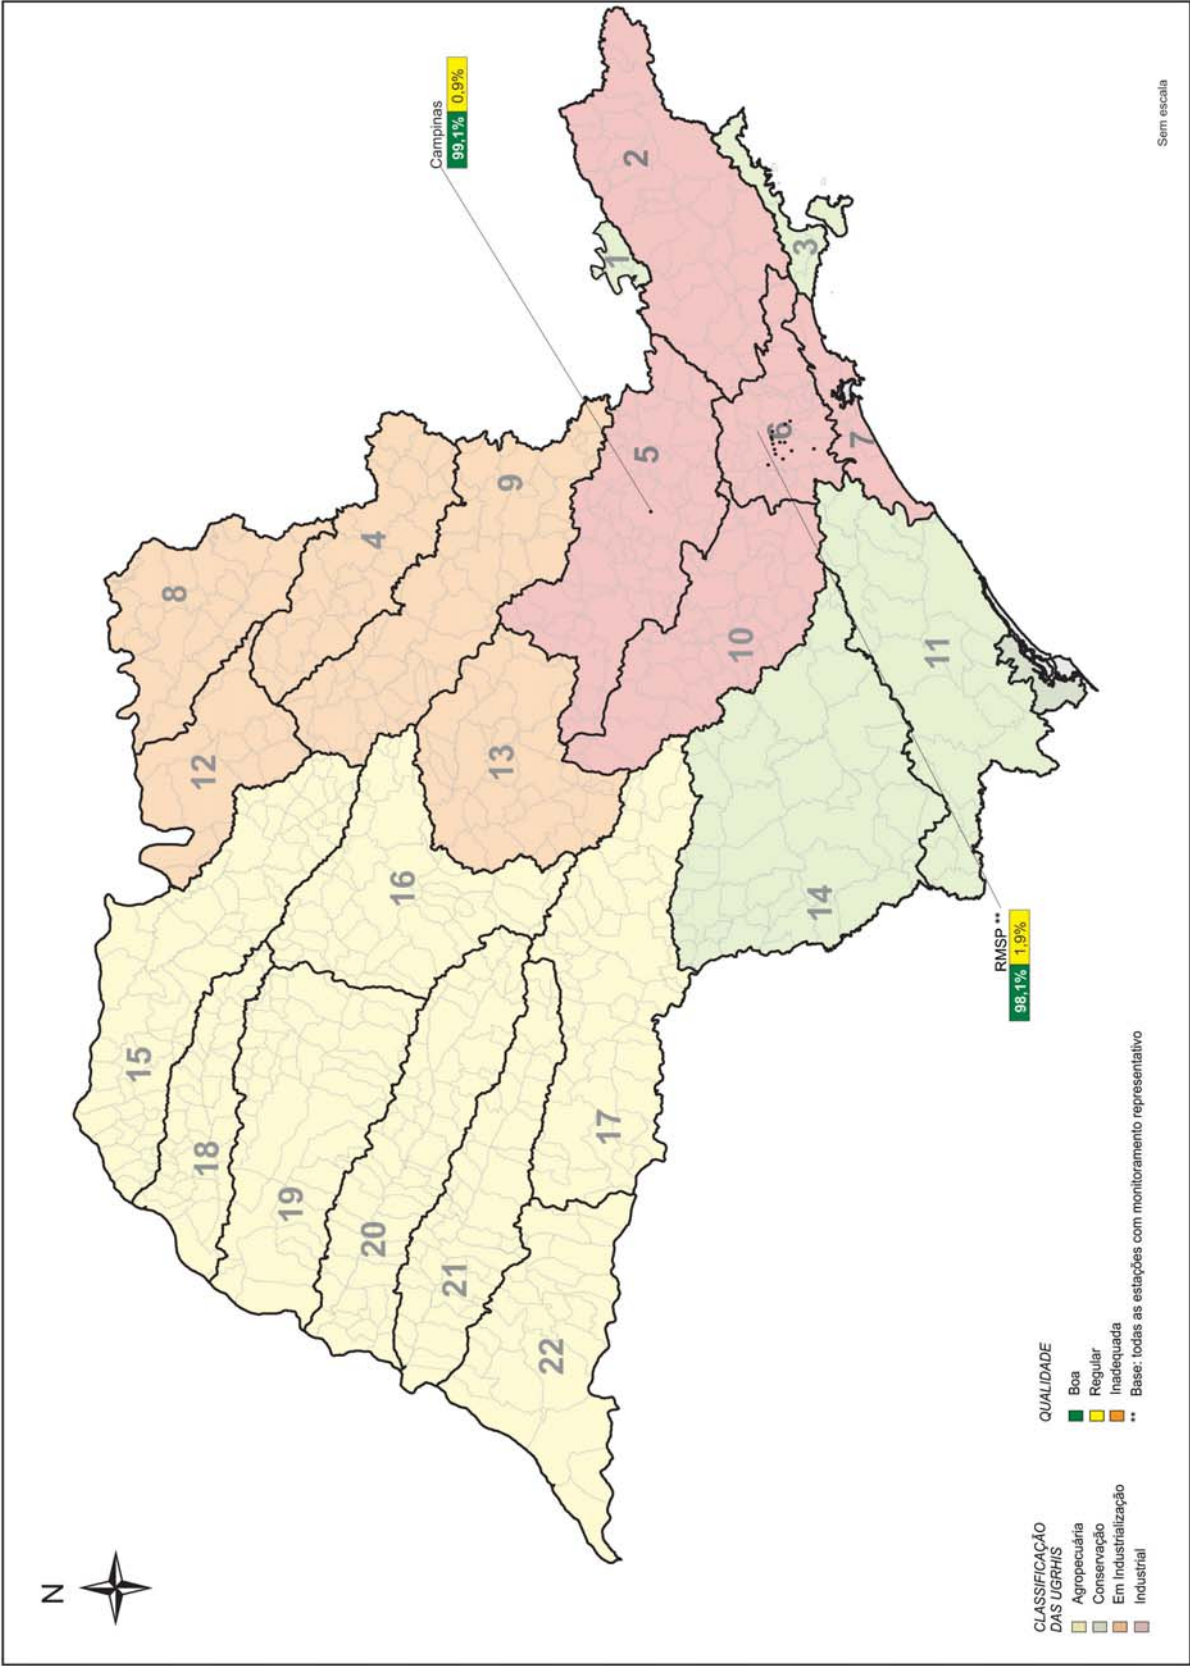 N
Campinas
99,1% 0,9%
1
2
3
4
5
6
7
8
9
10
11
12
13
14
15
16
17
18
19
20
21
22
RMSP **
98,1% 1,9%
CLASSIFICAÇÃO
DAS UGRHIS
Agropecuária
Conservação
Em Industrialização
Industrial
QUALIDADE
Boa
Regular
Inadequada
** Base: todas as estações com monitoramento representativo
Sem escala